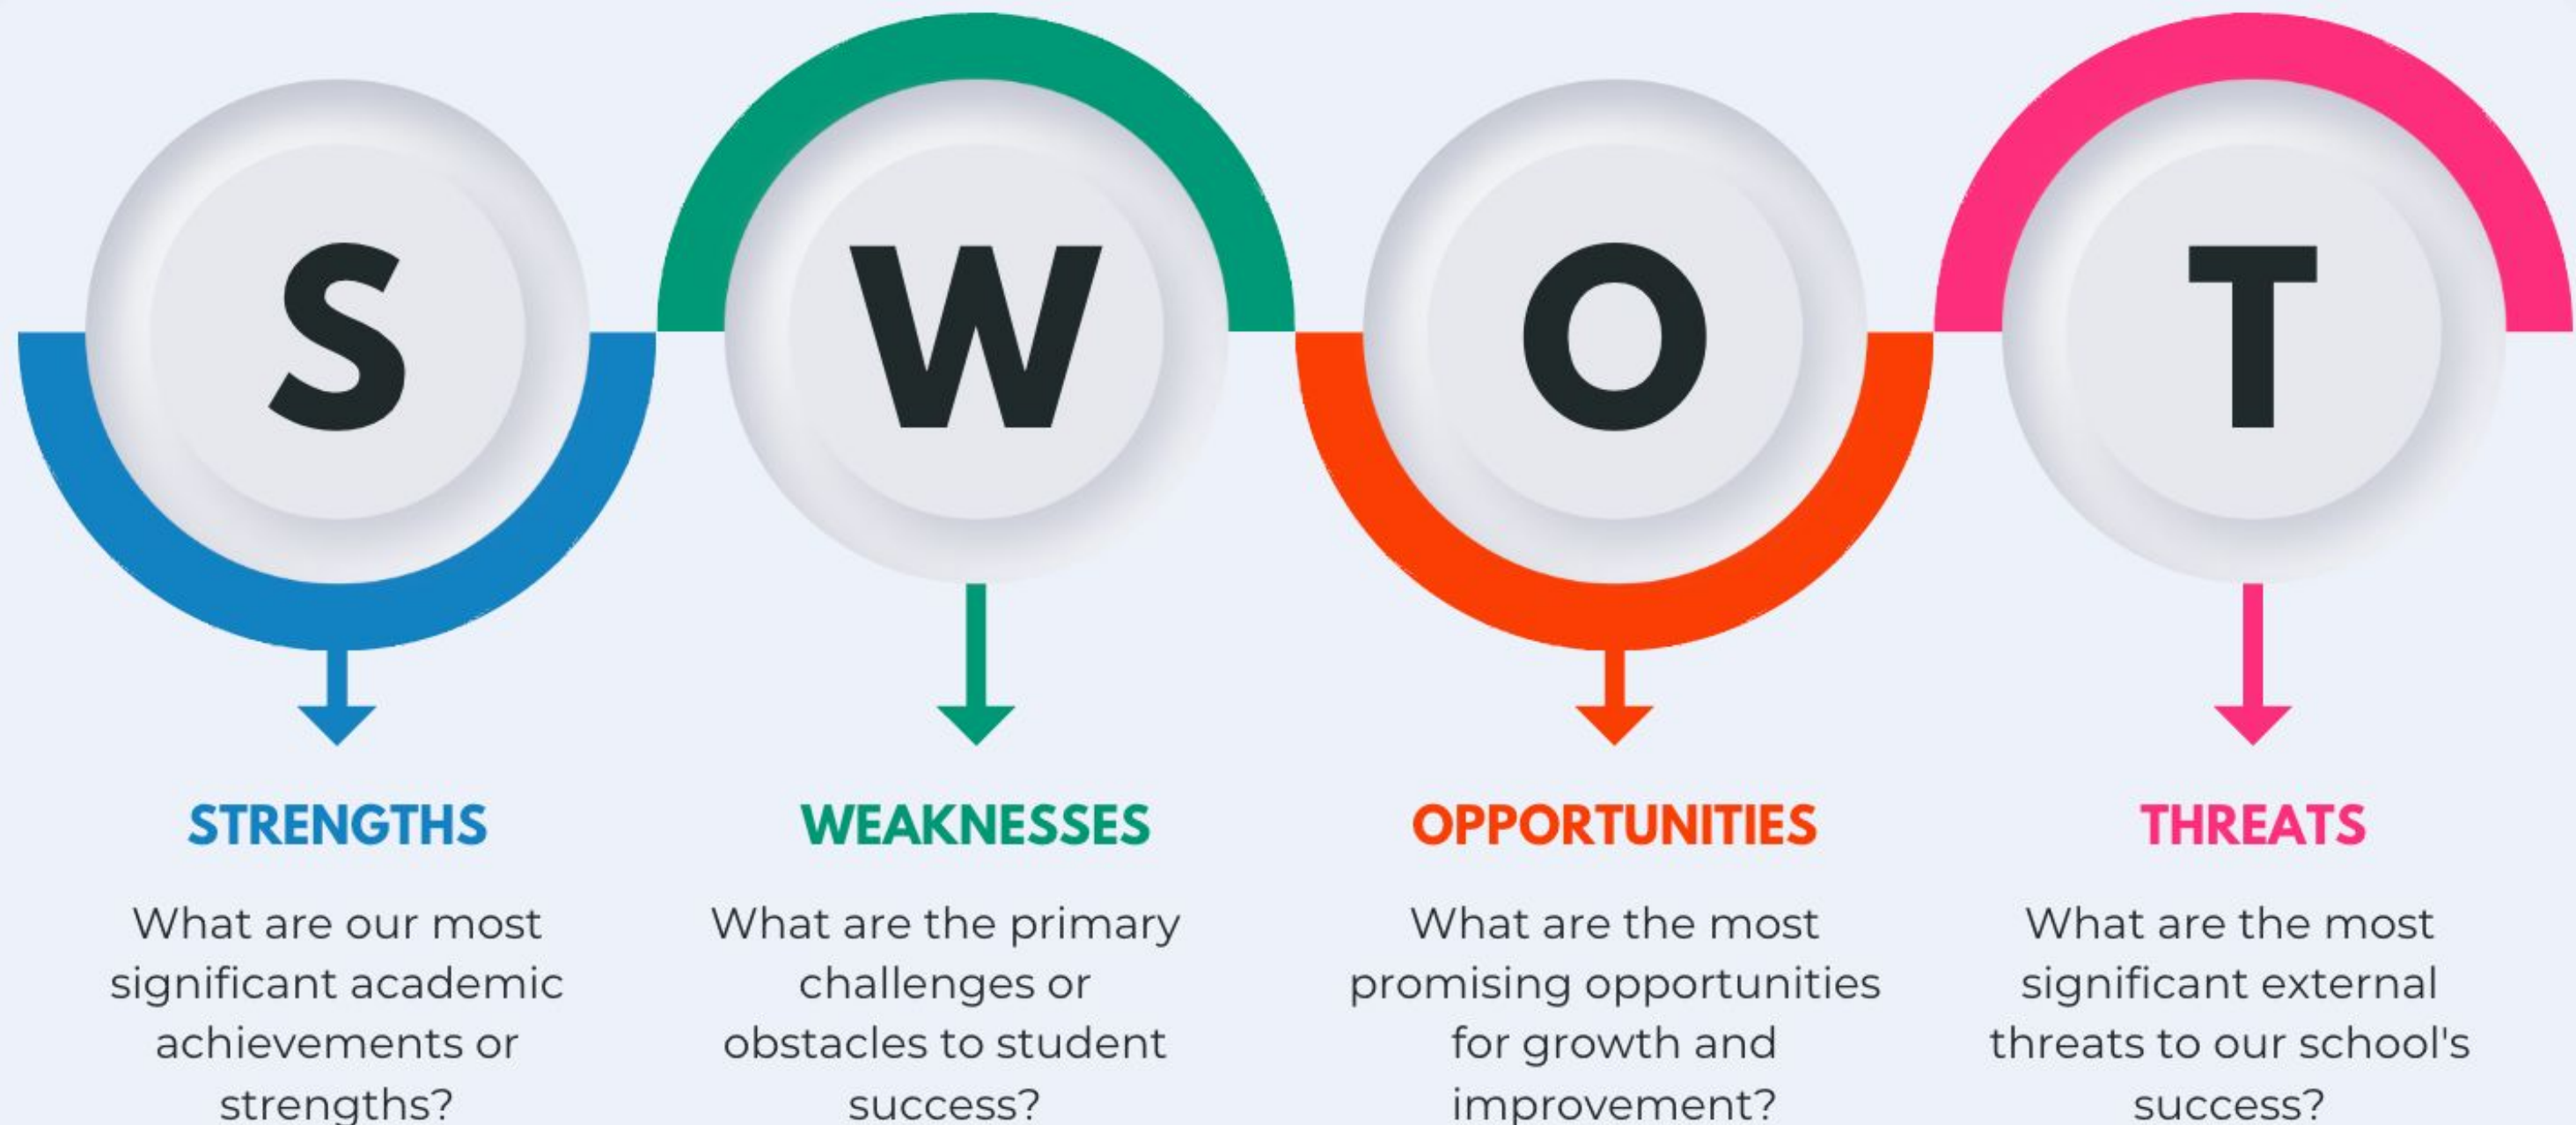 S
W
O
T
STRENGTHS
What are our most
significant academic
achievements or
strengths?
WEAKNESSES
What are the primary
challenges or
obstacles to student
success?
OPPORTUNITIES
What are the most
promising opportunities
for growth and
improvement?
THREATS
What are the most
significant external
threats to our school's
success?